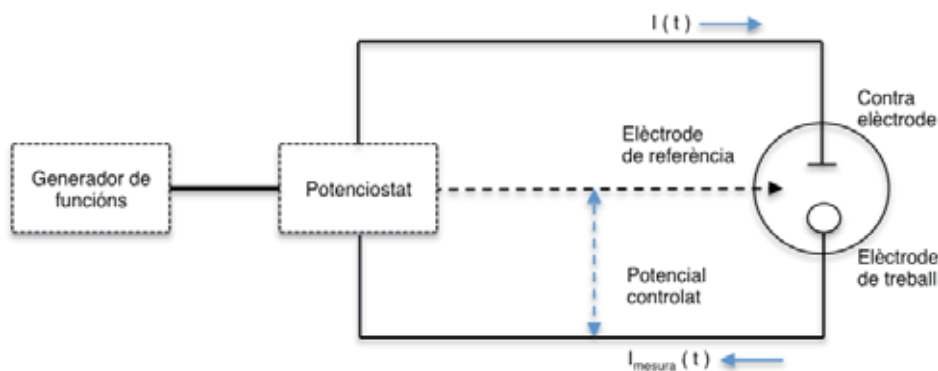 I ( t )
Contra
elèctrode
Elèctrode
de referència
Generador de
funcións
Potenciostat
Potencial
controlat
Elèctrode
de treball
Imesura ( t )